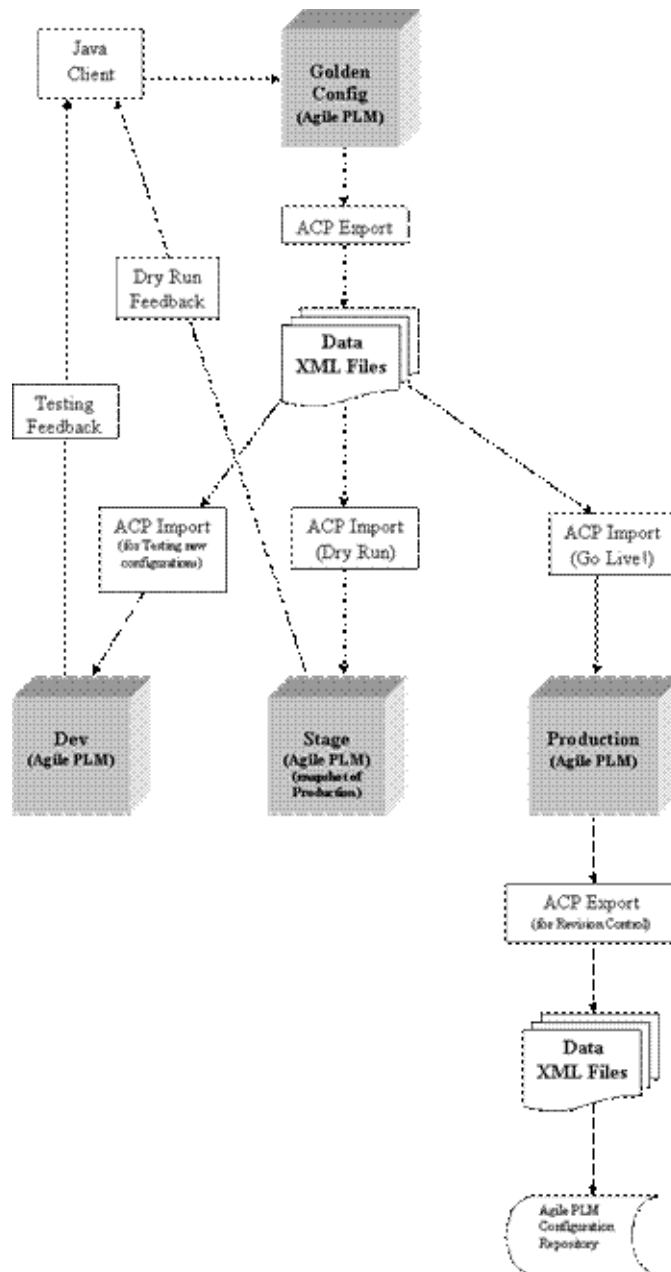 Java
Client
Golden
Config
(Agile PLM)
ACP Export
Dry Run
Feedback
Data
XML Files
Testing
Feedback
ACP Import
(for Testing new
configurations)
ACP Import
(Dry Run)
ACP Import
(Go Live!)
Dev
(Agile PLM)
Stage
(Agile PLM)
(snapshot of
Production)
Production
(Agile PLM)
ACP Export
(for Revision Control)
Data
XML Files
Agile PLM
Configuration
Repository